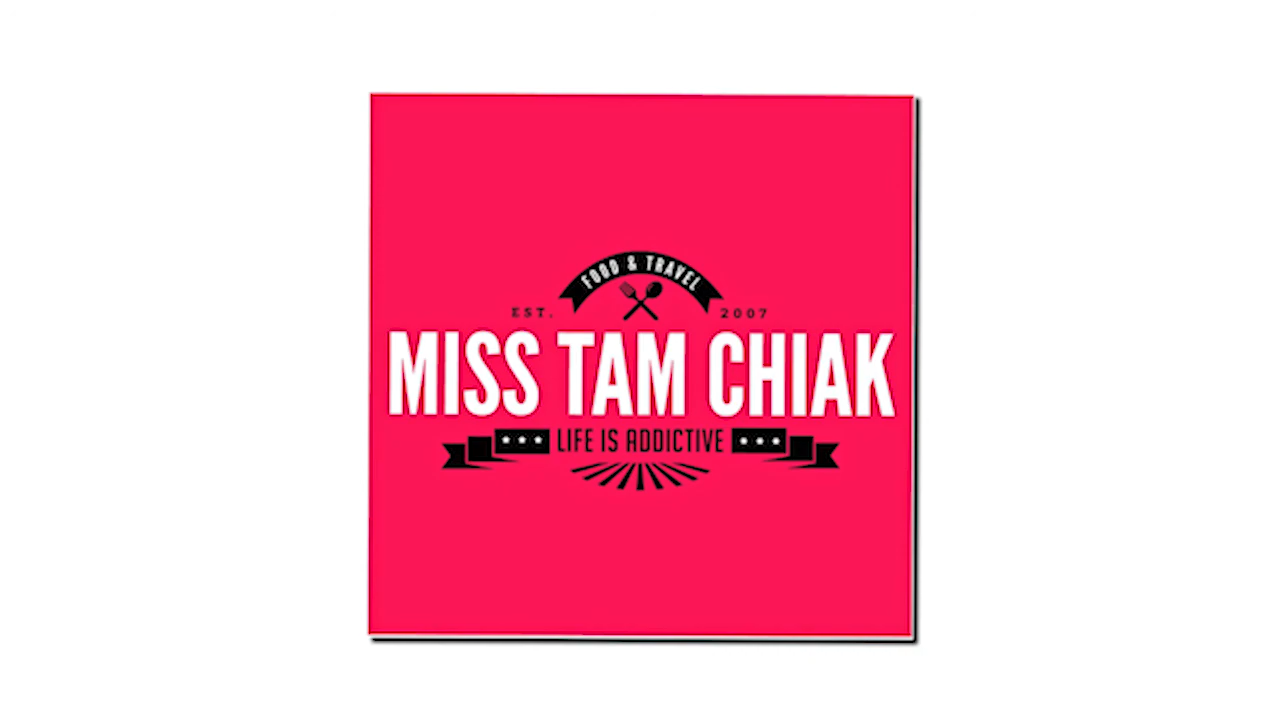 FOOD & TRAVEL
EST. 2007
MISS TAM CHIAK
LIFE IS ADDICTIVE